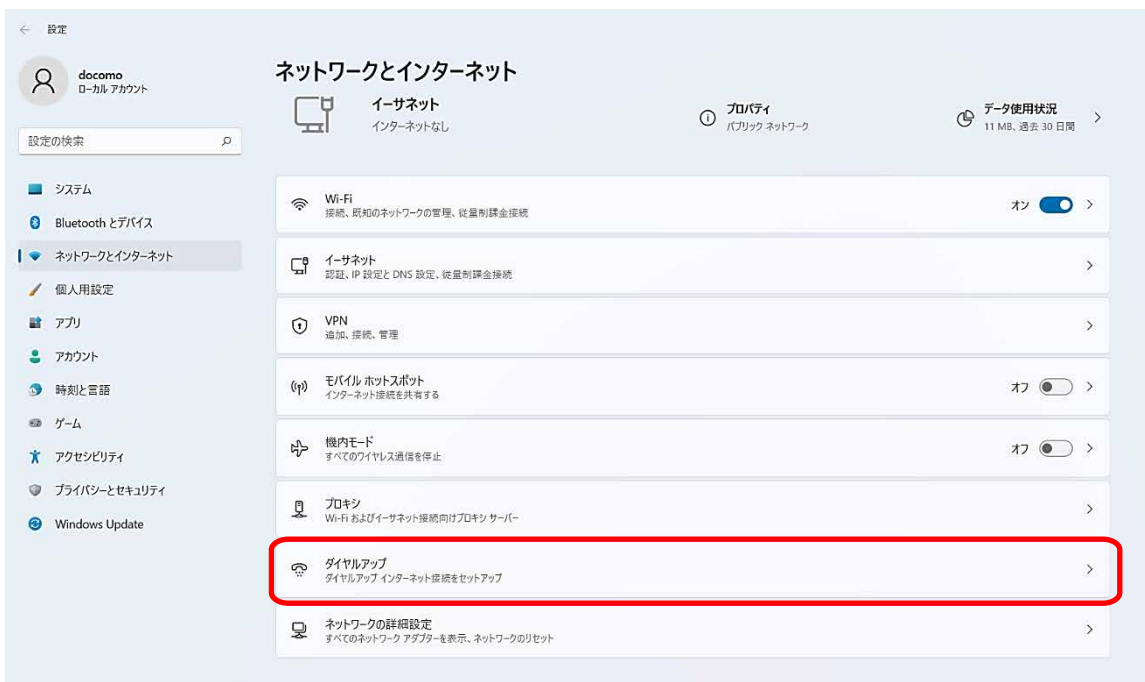 設定
docomo
ローカル アカウント
設定の検索
システム
Bluetooth とデバイス
ネットワークとインターネット
個人用設定
アプリ
アカウント
時刻と言語
ゲーム
アクセシビリティ
プライバシーとセキュリティ
Windows Update
ネットワークとインターネット
イーサネット
インターネットなし
プロパティ
パブリック ネットワーク
データ使用状況
11 MB、過去 30 日間
Wi-Fi
接続、既知のネットワークの管理、従量制課金接続
オン
イーサネット
認証、IP 設定と DNS 設定、従量制課金接続
VPN
追加、接続、管理
モバイル ホットスポット
インターネット接続を共有する
オフ
機内モード
すべてのワイヤレス通信を停止
オフ
プロキシ
Wi-Fi およびイーサネット接続向けプロキシ サーバー
ダイヤルアップ
ダイヤルアップ インターネット接続をセットアップ
ネットワークの詳細設定
すべてのネットワーク アダプターを表示、ネットワークのリセット